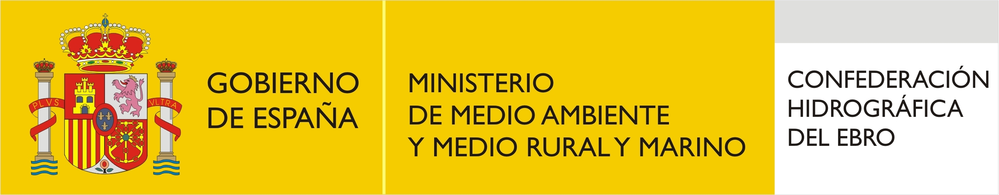 PLVS VLTRA
GOBIERNO
DE ESPAÑA
MINISTERIO
DE MEDIO AMBIENTE
Y MEDIO RURAL Y MARINO
CONFEDERACIÓN
HIDROGRÁFICA
DEL EBRO